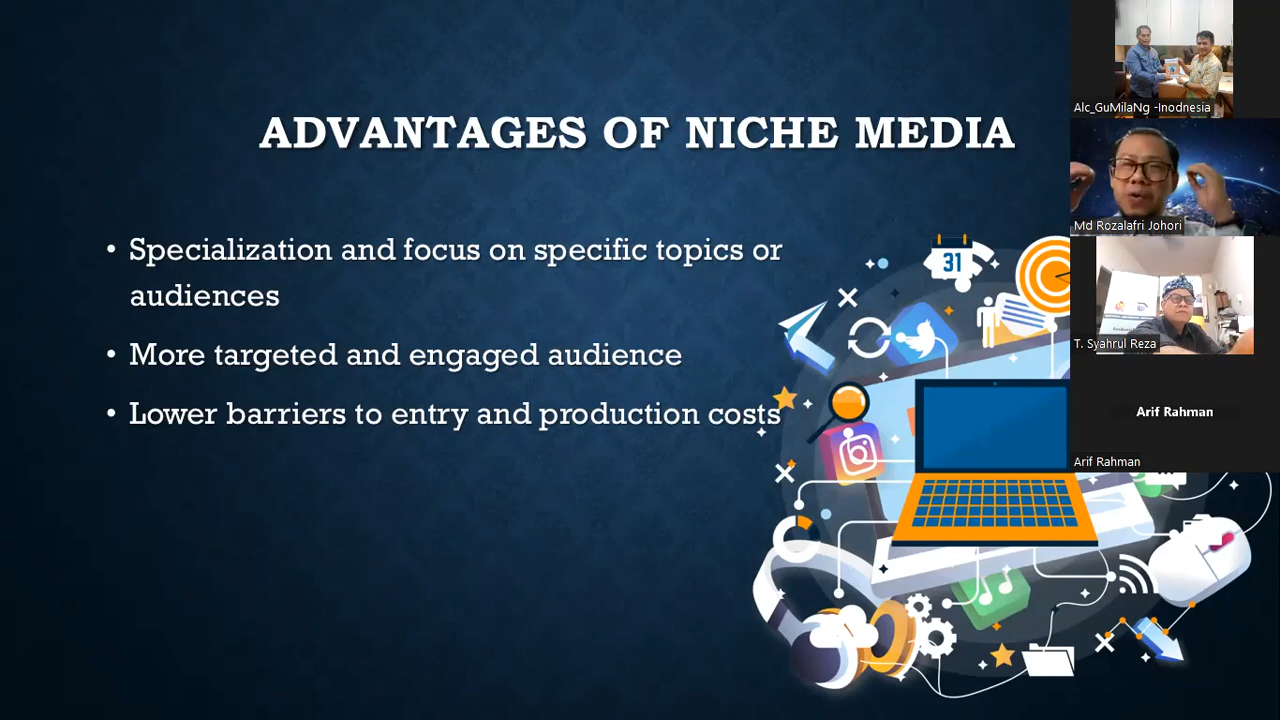 ADVANTAGES OF NICHE MEDIA
• Specialization and focus on specific topics or
audiences
• More targeted and engaged audience
• Lower barriers to entry and production costs
31
Alc_GuMilaNg -Inodnesia
Md Rozalafri Johori
T. Syahrul Reza
Arif Rahman
Arif Rahman